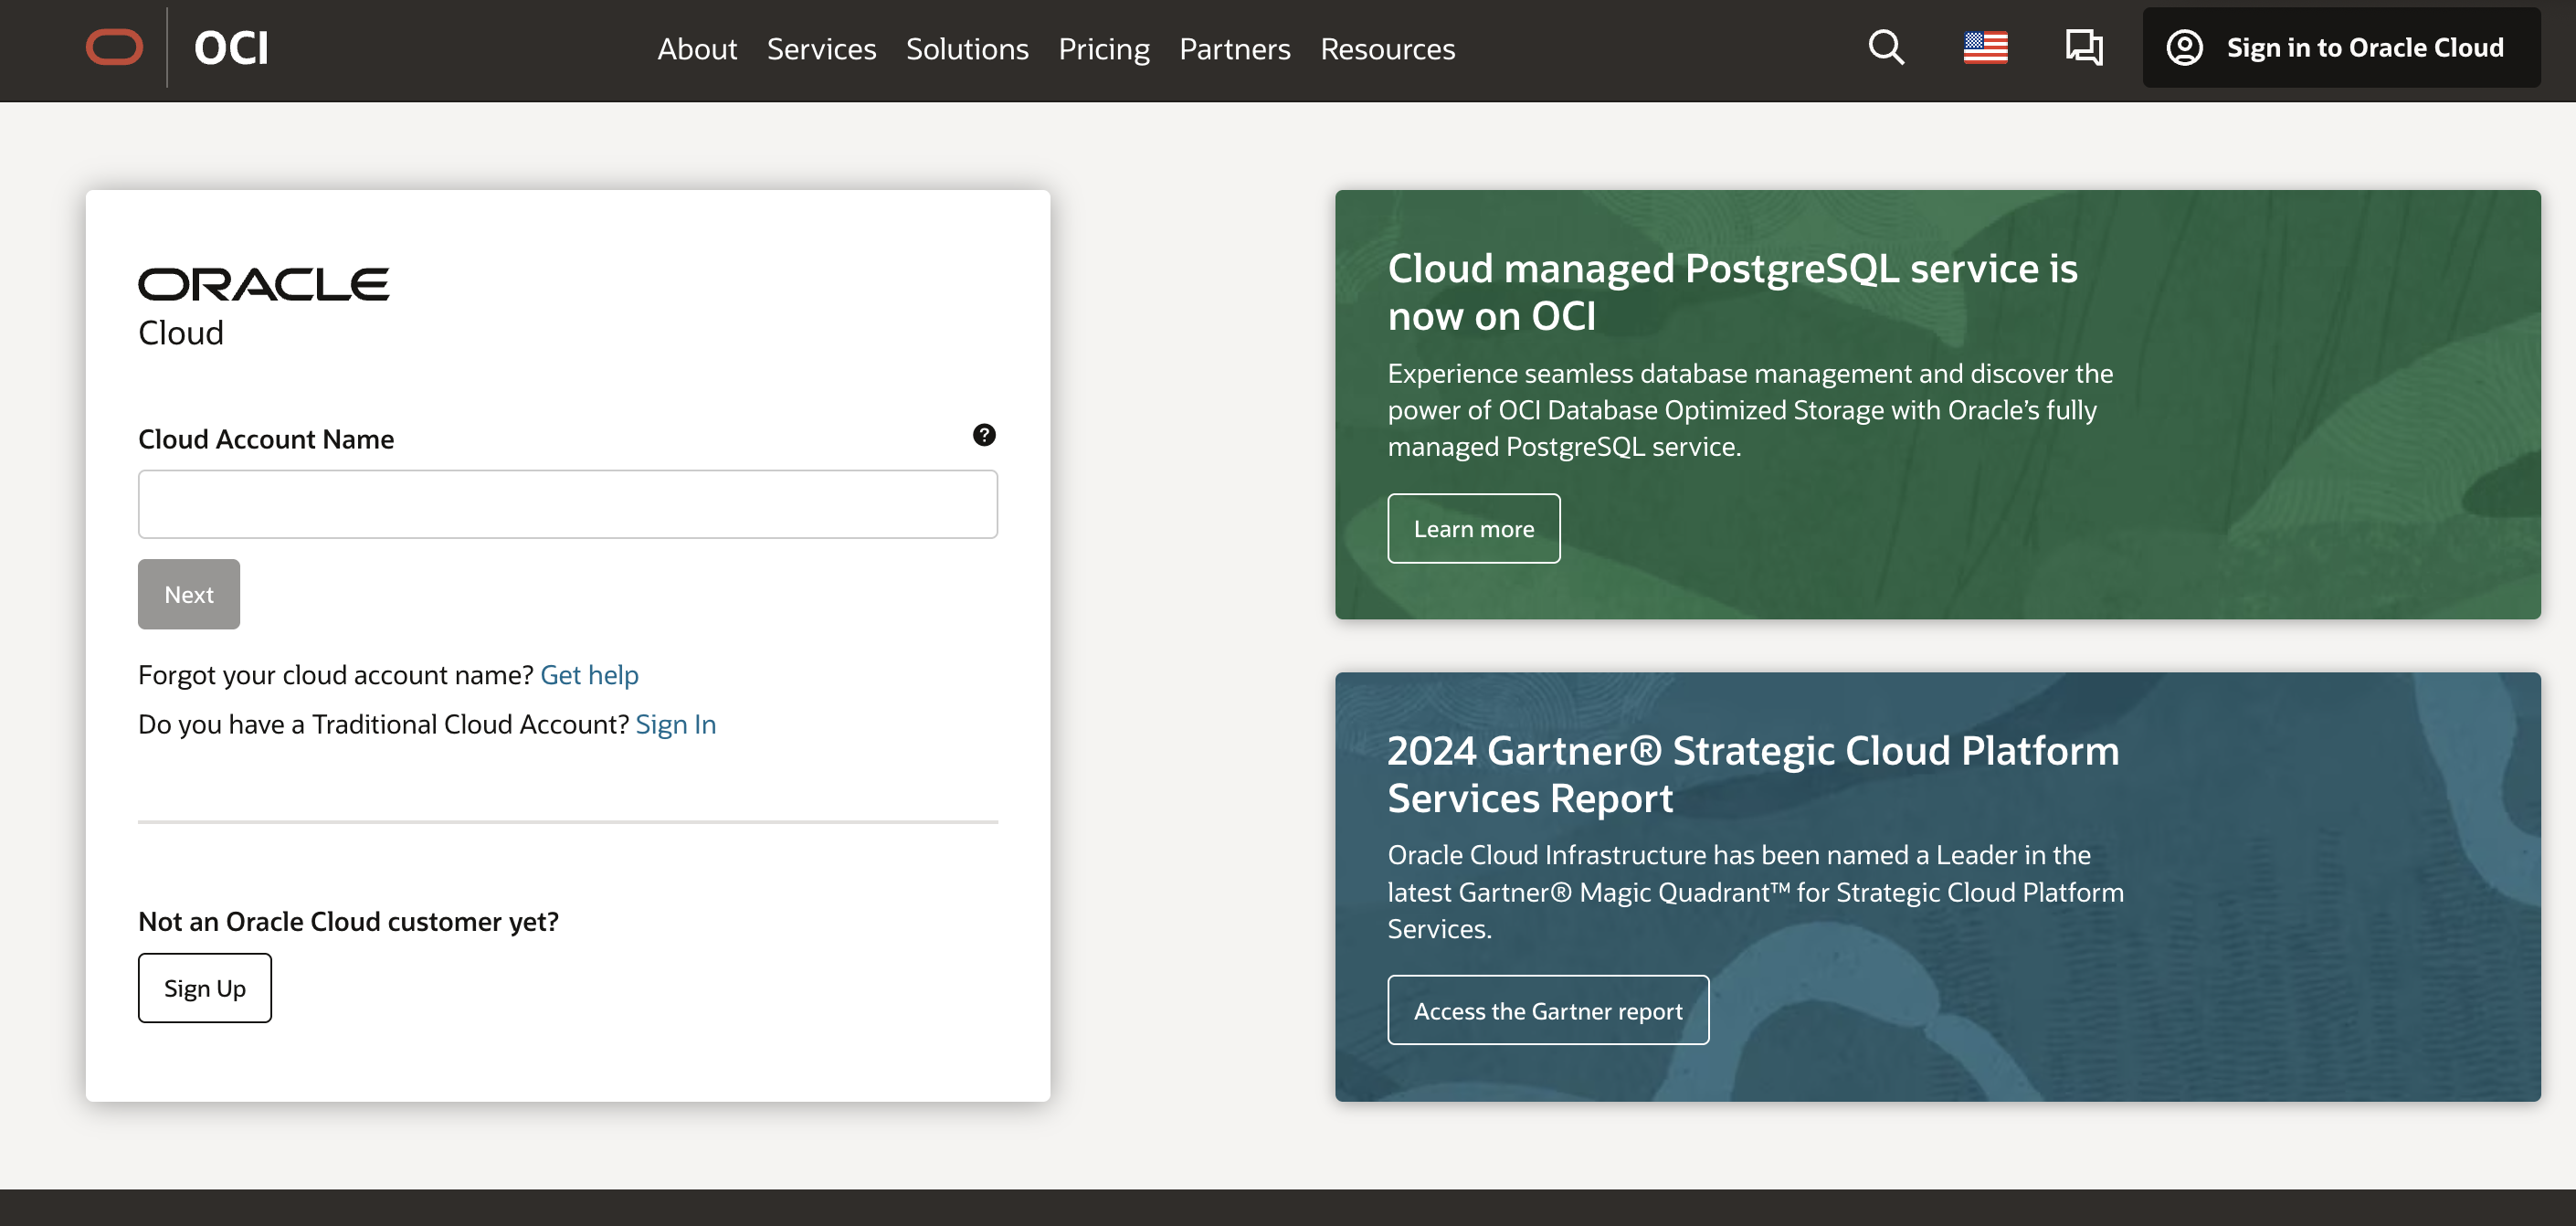 OCI
About Services Solutions Pricing Partners Resources
Sign in to Oracle Cloud
ORACLE
Cloud
Cloud Account Name
?
Next
Forgot your cloud account name? Get help
Do you have a Traditional Cloud Account? Sign In
Not an Oracle Cloud customer yet?
Sign Up
Cloud managed PostgreSQL service is
now on OCI
Experience seamless database management and discover the
power of OCI Database Optimized Storage with Oracle’s fully
managed PostgreSQL service.
Learn more
2024 Gartner® Strategic Cloud Platform
Services Report
Oracle Cloud Infrastructure has been named a Leader in the
latest Gartner® Magic Quadrant™ for Strategic Cloud Platform
Services.
Access the Gartner report